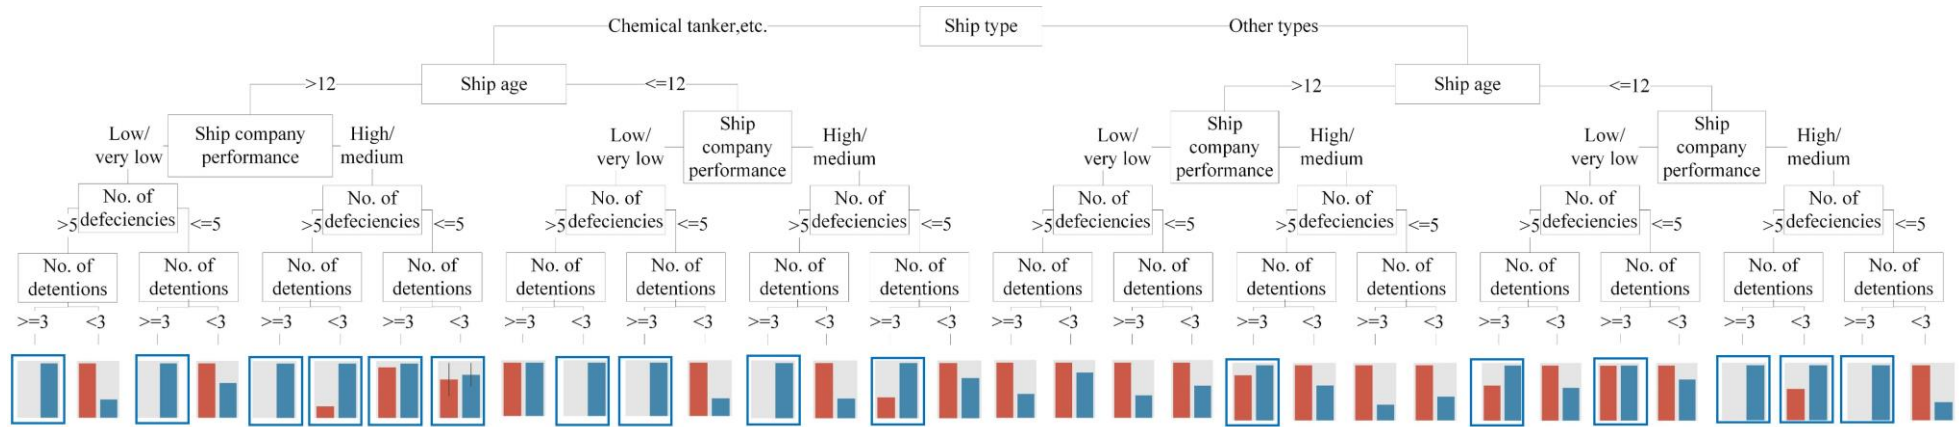 Chemical tanker,etc. Ship type Other types
>12 Ship age <=12 >12 Ship age <=12
Low/
very low
Ship company
performance
High/
medium
Low/
very low
Ship
company
performance
High/
medium
Low/
very low
Ship
company
performance
High/
medium
Low/
very low
Ship
company
performance
High/
medium
>5
No. of
defeciencies
<=5
>5
No. of
defeciencies
<=5
>5
No. of
defeciencies
<=5
>5
No. of
defeciencies
<=5
>5
No. of
defeciencies
<=5
>5
No. of
defeciencies
<=5
>5
No. of
defeciencies
<=5
>5
No. of
defeciencies
<=5
No. of
detentions
No. of
detentions
No. of
detentions
No. of
detentions
No. of
detentions
No. of
detentions
No. of
detentions
No. of
detentions
No. of
detentions
No. of
detentions
No. of
detentions
No. of
detentions
No. of
detentions
No. of
detentions
No. of
detentions
No. of
detentions
>=3 <3 >=3 <3 >=3 <3 >=3 <3 >=3 <3 >=3 <3 >=3 <3 >=3 <3 >=3 <3 >=3 <3 >=3 <3 >=3 <3 >=3 <3 >=3 <3 >=3 <3 >=3 <3